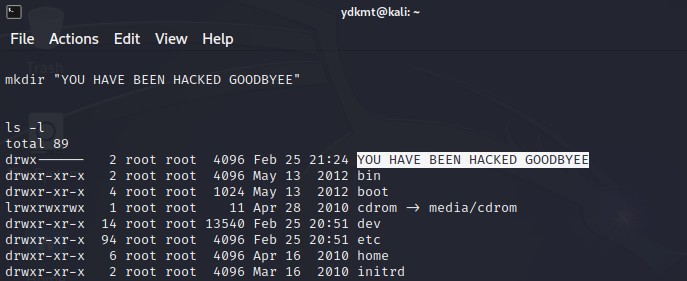 ydkmt@kali: ~
File Actions Edit View Help
mkdir "YOU HAVE BEEN HACKED GOODBYEE"
ls -l
total 89
drwx------ 2 root root 4096 Feb 25 21:24 YOU HAVE BEEN HACKED GOODBYEE
drwxr-xr-x 2 root root 4096 May 13 2012 bin
drwxr-xr-x 4 root root 1024 May 13 2012 boot
lrwxrwxrwx 1 root root 11 Apr 28 2010 cdrom -> media/cdrom
drwxr-xr-x 14 root root 13540 Feb 25 20:51 dev
drwxr-xr-x 94 root root 4096 Feb 25 20:51 etc
drwxr-xr-x 6 root root 4096 Apr 16 2010 home
drwxr-xr-x 2 root root 4096 Mar 16 2010 initrd